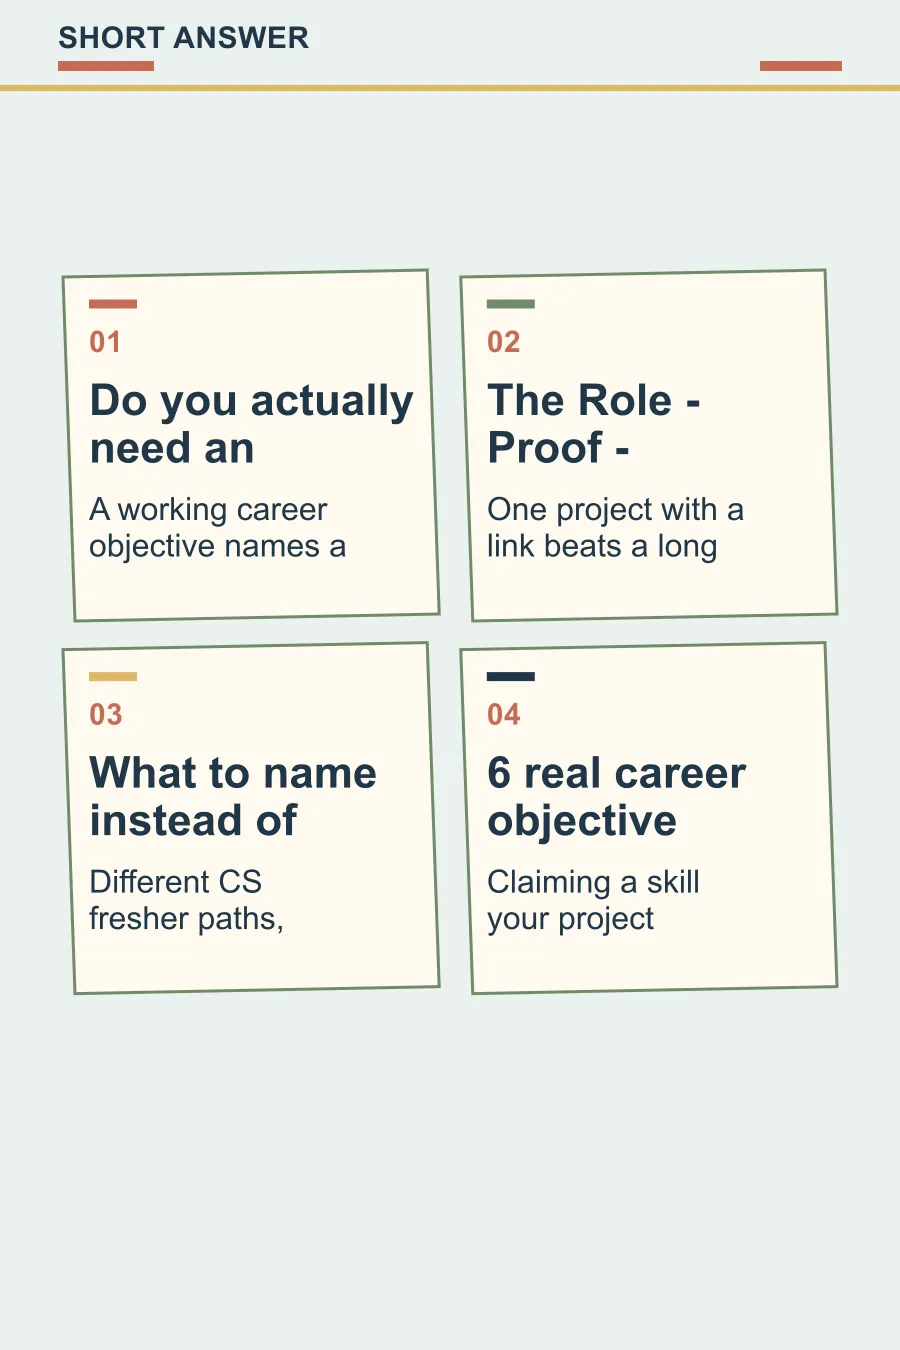 SHORT ANSWER
01
Do you actually
need an
A working career
objective names a
02
The Role -
Proof -
One project with a
link beats a long
03
What to name
instead of
Different CS
fresher paths,
04
6 real career
objective
Claiming a skill
your project